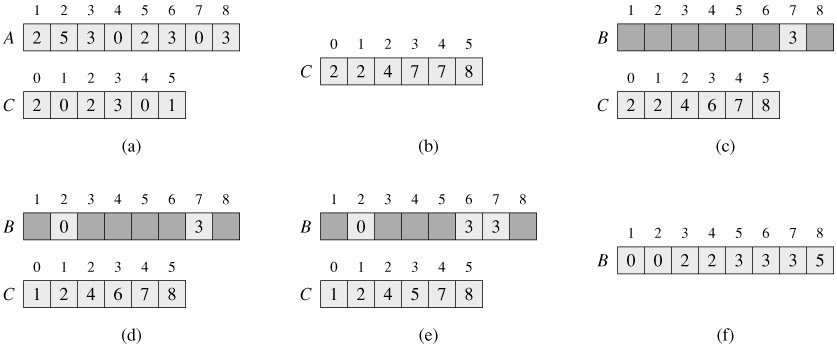 1 2 3 4 5 6 7 8
A 2 5 3 0 2 3 0 3
0 1 2 3 4 5
C 2 0 2 3 0 1
(a)
0 1 2 3 4 5
C 2 2 4 7 7 8
(b)
1 2 3 4 5 6 7 8
B 3
0 1 2 3 4 5
C 2 2 4 6 7 8
(c)
1 2 3 4 5 6 7 8
B 0 3
0 1 2 3 4 5
C 1 2 4 6 7 8
(d)
1 2 3 4 5 6 7 8
B 0 3 3
0 1 2 3 4 5
C 1 2 4 5 7 8
(e)
1 2 3 4 5 6 7 8
B 0 0 2 2 3 3 3 5
(f)